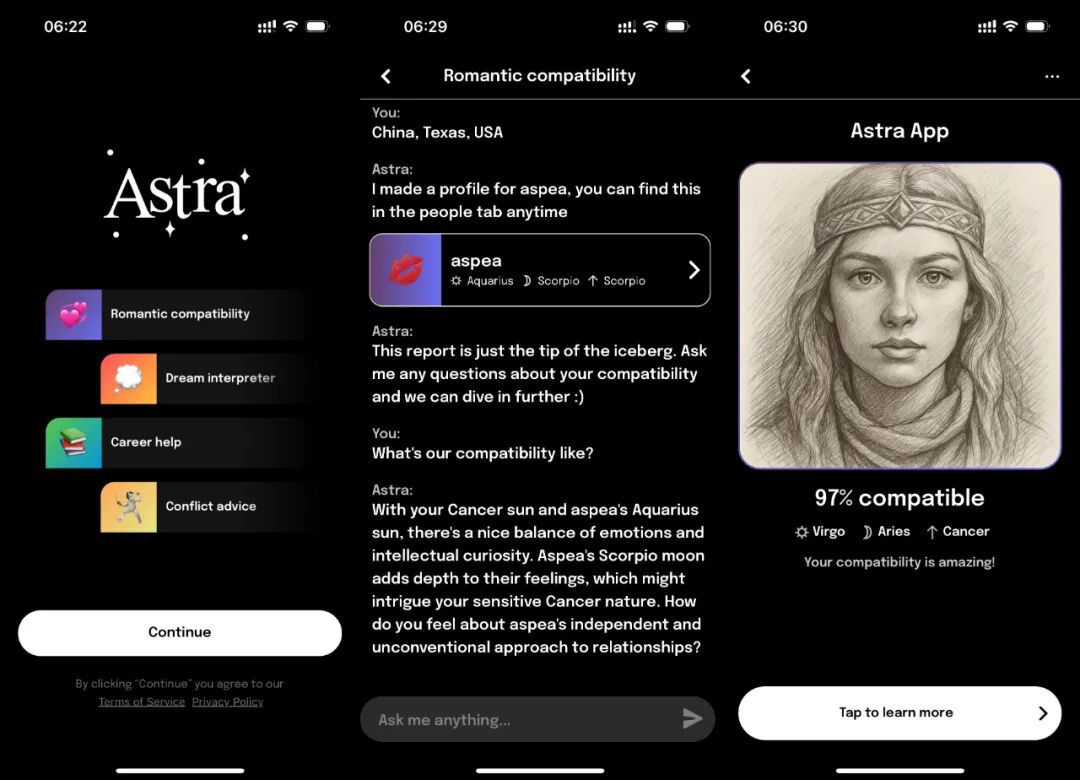 06:22
Astra
Romantic compatibility
Dream interpreter
Career help
Conflict advice
Continue
By clicking "Continue" you agree to our
Terms of Service Privacy Policy
06:29
Romantic compatibility
You:
China, Texas, USA
Astra:
I made a profile for aspea, you can find this
in the people tab anytime
aspea
Aquarius Scorpio Scorpio
Astra:
This report is just the tip of the iceberg. Ask
me any questions about your compatibility
and we can dive in further :)
You:
What's our compatibility like?
Astra:
With your Cancer sun and aspea's Aquarius
sun, there's a nice balance of emotions and
intellectual curiosity. Aspea's Scorpio moon
adds depth to their feelings, which might
intrigue your sensitive Cancer nature. How
do you feel about aspea's independent and
unconventional approach to relationships?
Ask me anything...
06:30
Astra App
97% compatible
Virgo Aries Cancer
Your compatibility is amazing!
Tap to learn more